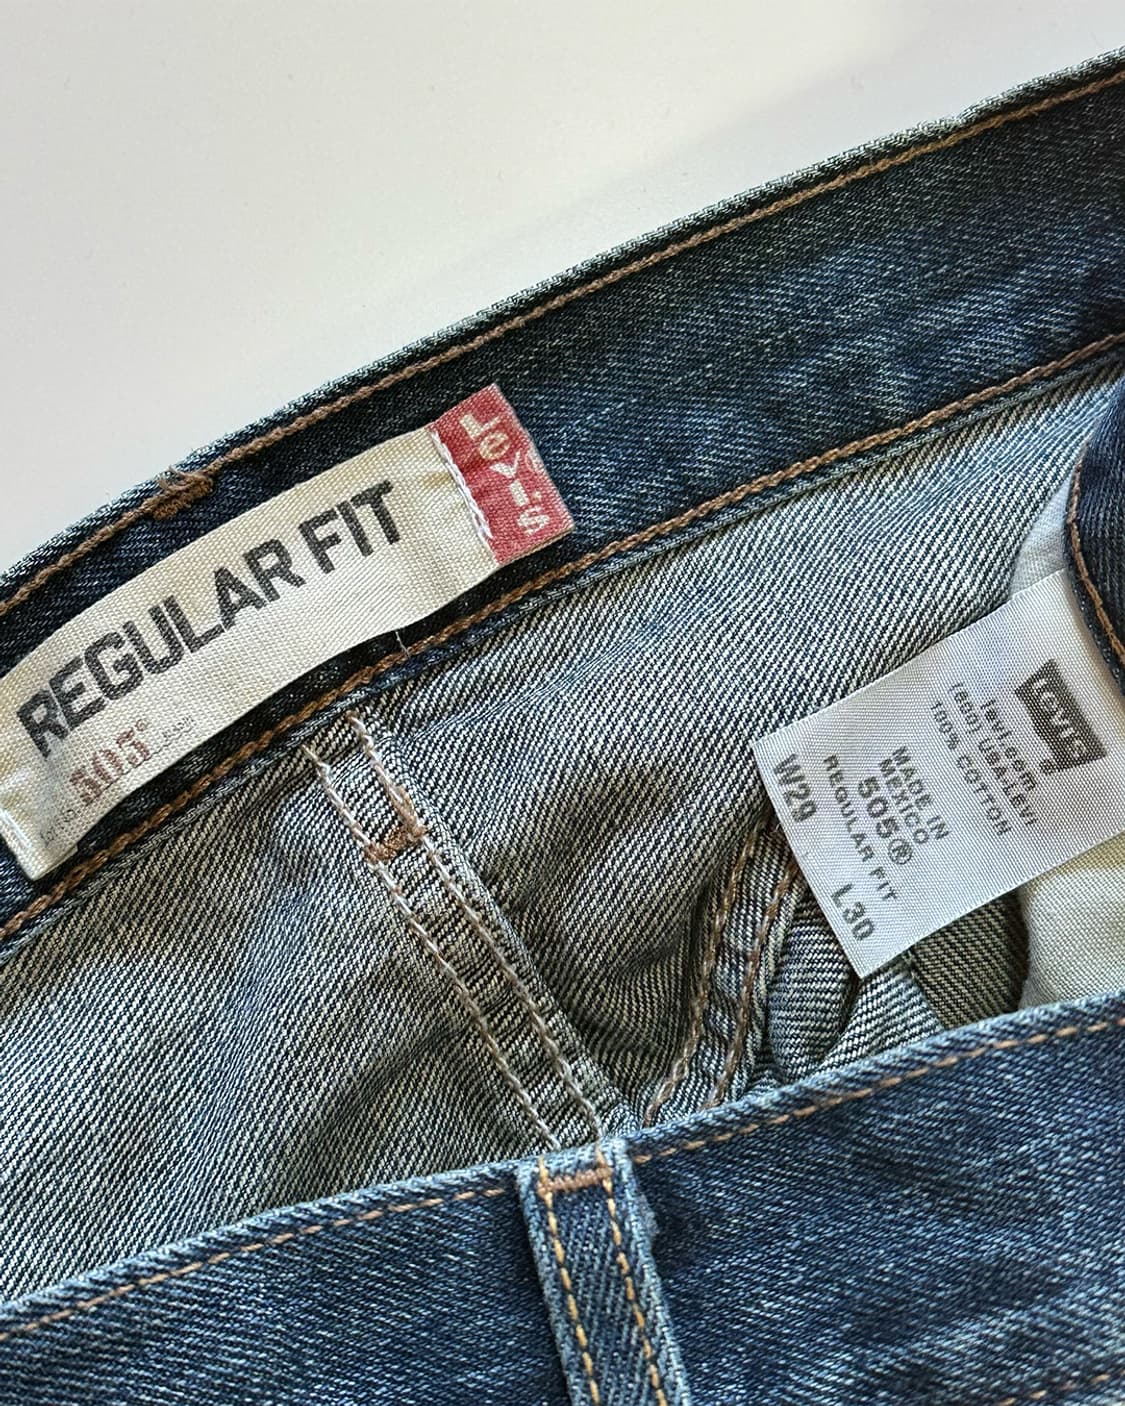 REGULAR FIT
505
LEVI'S
Levi's
levi.com
(800) USA LEVI
100% COTTON
MADE IN
MEXICO
505®
REGULAR FIT
W29 L30